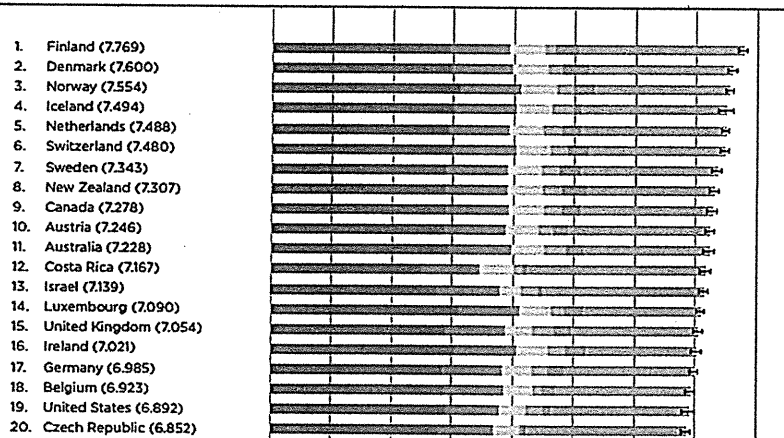 1. Finland (7.769)
2. Denmark (7.600)
3. Norway (7.554)
4. Iceland (7.494)
5. Netherlands (7.488)
6. Switzerland (7.480)
7. Sweden (7.343)
8. New Zealand (7.307)
9. Canada (7.278)
10. Austria (7.246)
11. Australia (7.228)
12. Costa Rica (7.167)
13. Israel (7.139)
14. Luxembourg (7.090)
15. United Kingdom (7.054)
16. Ireland (7.021)
17. Germany (6.985)
18. Belgium (6.923)
19. United States (6.892)
20. Czech Republic (6.852)